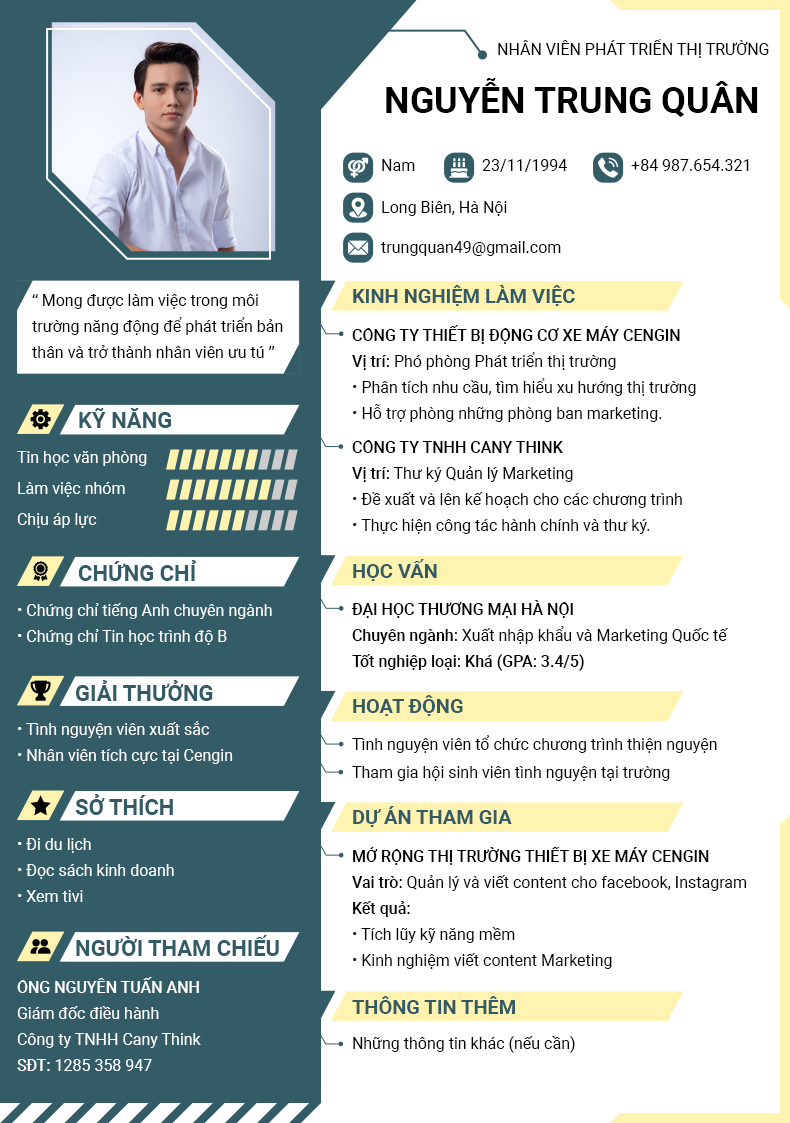 NHÂN VIÊN PHÁT TRIỂN THỊ TRƯỜNG
NGUYỄN TRUNG QUÂN
Nam
23/11/1994
+84 987.654.321
Long Biên, Hà Nội
trungquan49@gmail.com
“ Mong được làm việc trong môi
trường năng động để phát triển bản
thân và trở thành nhân viên ưu tú ”
KỸ NĂNG
Tin học văn phòng
Làm việc nhóm
Chịu áp lực
CHỨNG CHỈ
• Chứng chỉ tiếng Anh chuyên ngành
• Chứng chỉ Tin học trình độ B
GIẢI THƯỞNG
• Tình nguyện viên xuất sắc
• Nhân viên tích cực tại Cengin
SỞ THÍCH
• Đi du lịch
• Đọc sách kinh doanh
• Xem tivi
NGƯỜI THAM CHIẾU
ÔNG NGUYÊN TUẤN ANH
Giám đốc điều hành
Công ty TNHH Cany Think
SĐT: 1285 358 947
KINH NGHIỆM LÀM VIỆC
CÔNG TY THIẾT BỊ ĐỘNG CƠ XE MÁY CENGIN
Vị trí: Phó phòng Phát triển thị trường
• Phân tích nhu cầu, tìm hiểu xu hướng thị trường
• Hỗ trợ phòng những phòng ban marketing.
CÔNG TY TNHH CANY THINK
Vị trí: Thư ký Quản lý Marketing
• Đề xuất và lên kế hoạch cho các chương trình
• Thực hiện công tác hành chính và thư ký.
HỌC VẤN
ĐẠI HỌC THƯƠNG MẠI HÀ NỘI
Chuyên ngành: Xuất nhập khẩu và Marketing Quốc tế
Tốt nghiệp loại: Khá (GPA: 3.4/5)
HOẠT ĐỘNG
Tình nguyện viên tổ chức chương trình thiện nguyện
Tham gia hội sinh viên tình nguyện tại trường
DỰ ÁN THAM GIA
MỞ RỘNG THỊ TRƯỜNG THIẾT BỊ XE MÁY CENGIN
Vai trò: Quản lý và viết content cho facebook, Instagram
Kết quả:
• Tích lũy kỹ năng mềm
• Kinh nghiệm viết content Marketing
THÔNG TIN THÊM
Những thông tin khác (nếu cần)